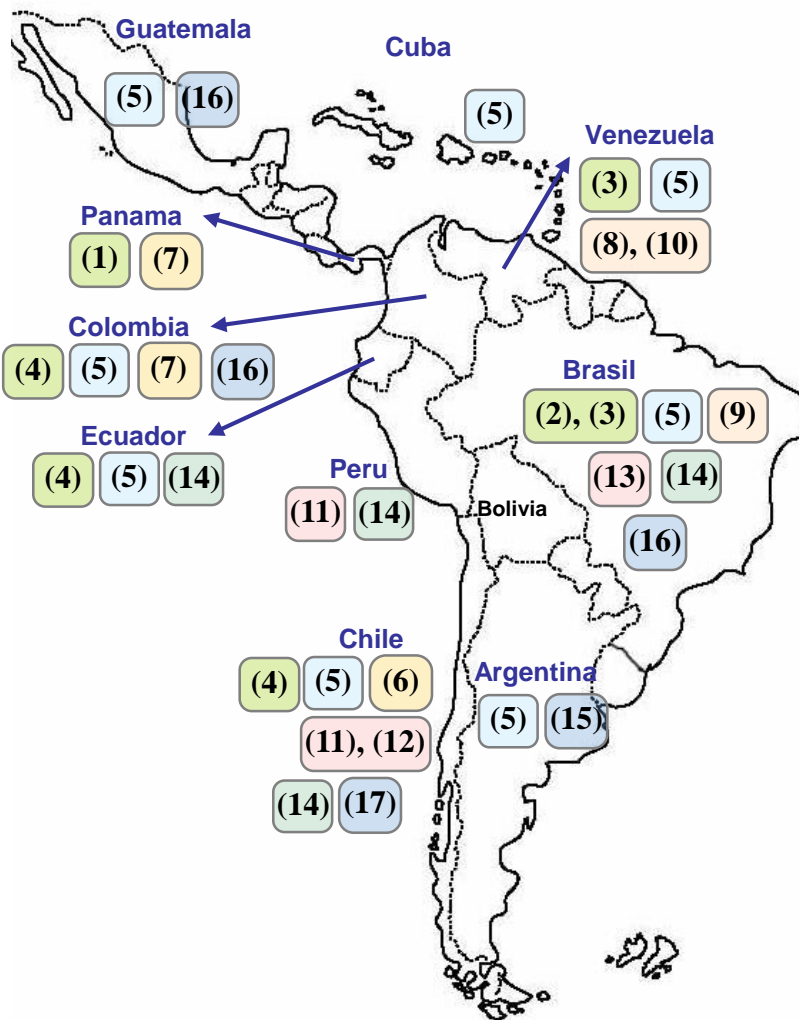 Guatemala
(5) (16)
Cuba
(5)
Venezuela
(3) (5)
(8), (10)
Panama
(1) (7)
Colombia
(4) (5) (7) (16)
Ecuador
(4) (5) (14)
Brasil
(2), (3) (5) (9)
(13) (14)
(16)
Peru
(11) (14)
Bolivia
Chile
(4) (5) (6)
(11), (12)
(14) (17)
Argentina
(5) (15)